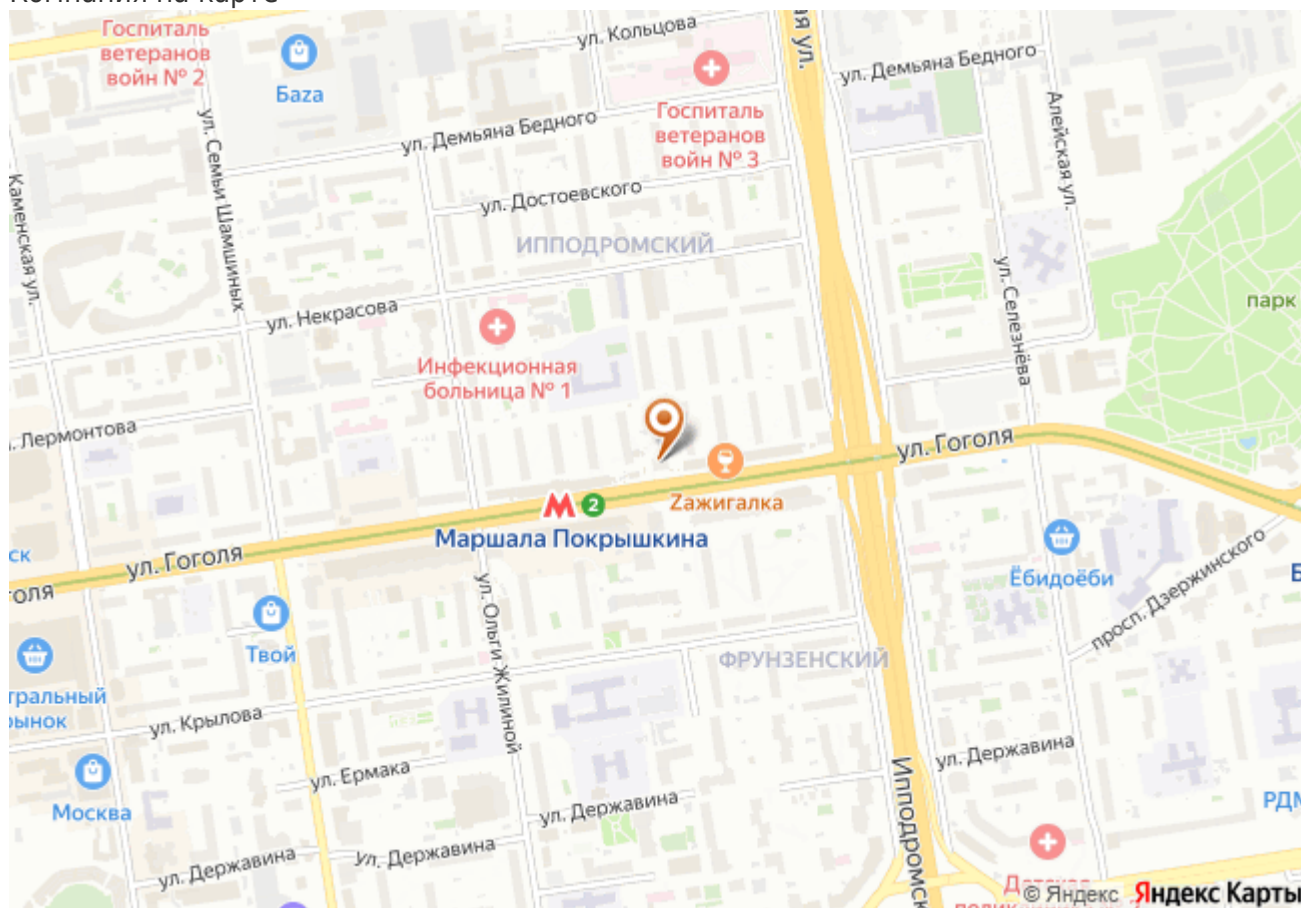 Госпиталь
ветеранов
войн № 2
Баzа
ул. Кольцова
ул. Демьяна Бедного
Госпиталь
ветеранов
войн № 3
ул. Демьяна Бедного
Алейская ул.
ул. Семьи Шамшиных
Каменская ул.
ул. Достоевского
ИППОДРОМСКИЙ
ул. Некрасова
ул. Селезнёва
парк
Инфекционная
больница № 1
Лермонтова
ул. Гоголя
М 2
Zажигалка
Маршала Покрышкина
ул. Гоголя
Ёбидоёби
просп. Дзержинского
ул. Ольги Жилиной
Твой
ФРУНЗЕНСКИЙ
ул. Крылова
ул. Ермака
ул. Державина
Москва
ул. Державина
ул. Державина
ул. Державина
© Яндекс Яндекс Карты